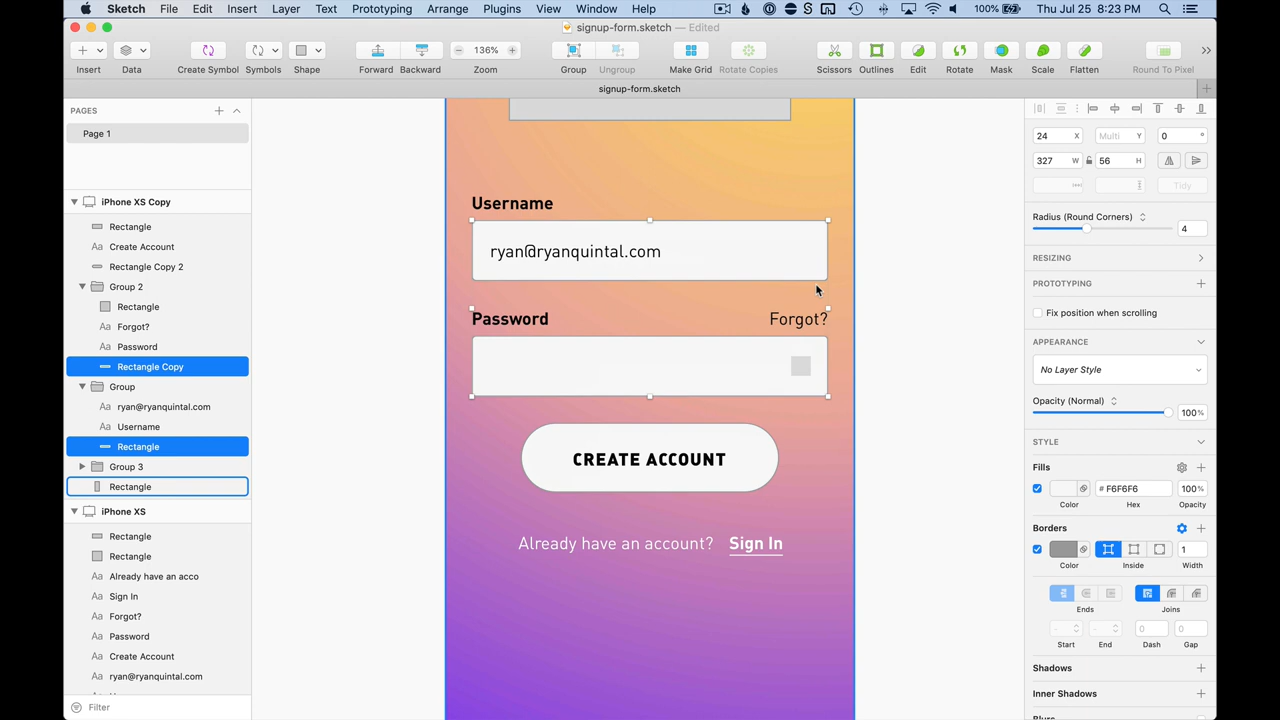 Sketch File Edit Insert Layer Text Prototyping Arrange Plugins View Window Help 100% Thu Jul 25 8:23 PM
signup-form.sketch — Edited
136%
Insert Data Create Symbol Symbols Shape Forward Backward Zoom Group Ungroup Make Grid Rotate Copies Scissors Outlines Edit Rotate Mask Scale Flatten Round To Pixel
signup-form.sketch
PAGES
Page 1
iPhone XS Copy
Rectangle
Create Account
Rectangle Copy 2
Group 2
Rectangle
Forgot?
Password
Rectangle Copy
Group
ryan@ryanquintal.com
Username
Rectangle
Group 3
Rectangle
iPhone XS
Rectangle
Rectangle
Already have an acco
Sign In
Forgot?
Password
Create Account
ryan@ryanquintal.com
Filter
Username
ryan@ryanquintal.com
Password Forgot?
CREATE ACCOUNT
Already have an account? Sign In
24 X Multi Y 0 °
327 W 56 H
Tidy
Radius (Round Corners)
4
RESIZING
PROTOTYPING
Fix position when scrolling
APPEARANCE
No Layer Style
Opacity (Normal)
100%
STYLE
Fills
# F6F6F6 100%
Color Hex Opacity
Borders
1
Color Inside Width
Ends Joins
- - 0 0
Start End Dash Gap
Shadows
Inner Shadows